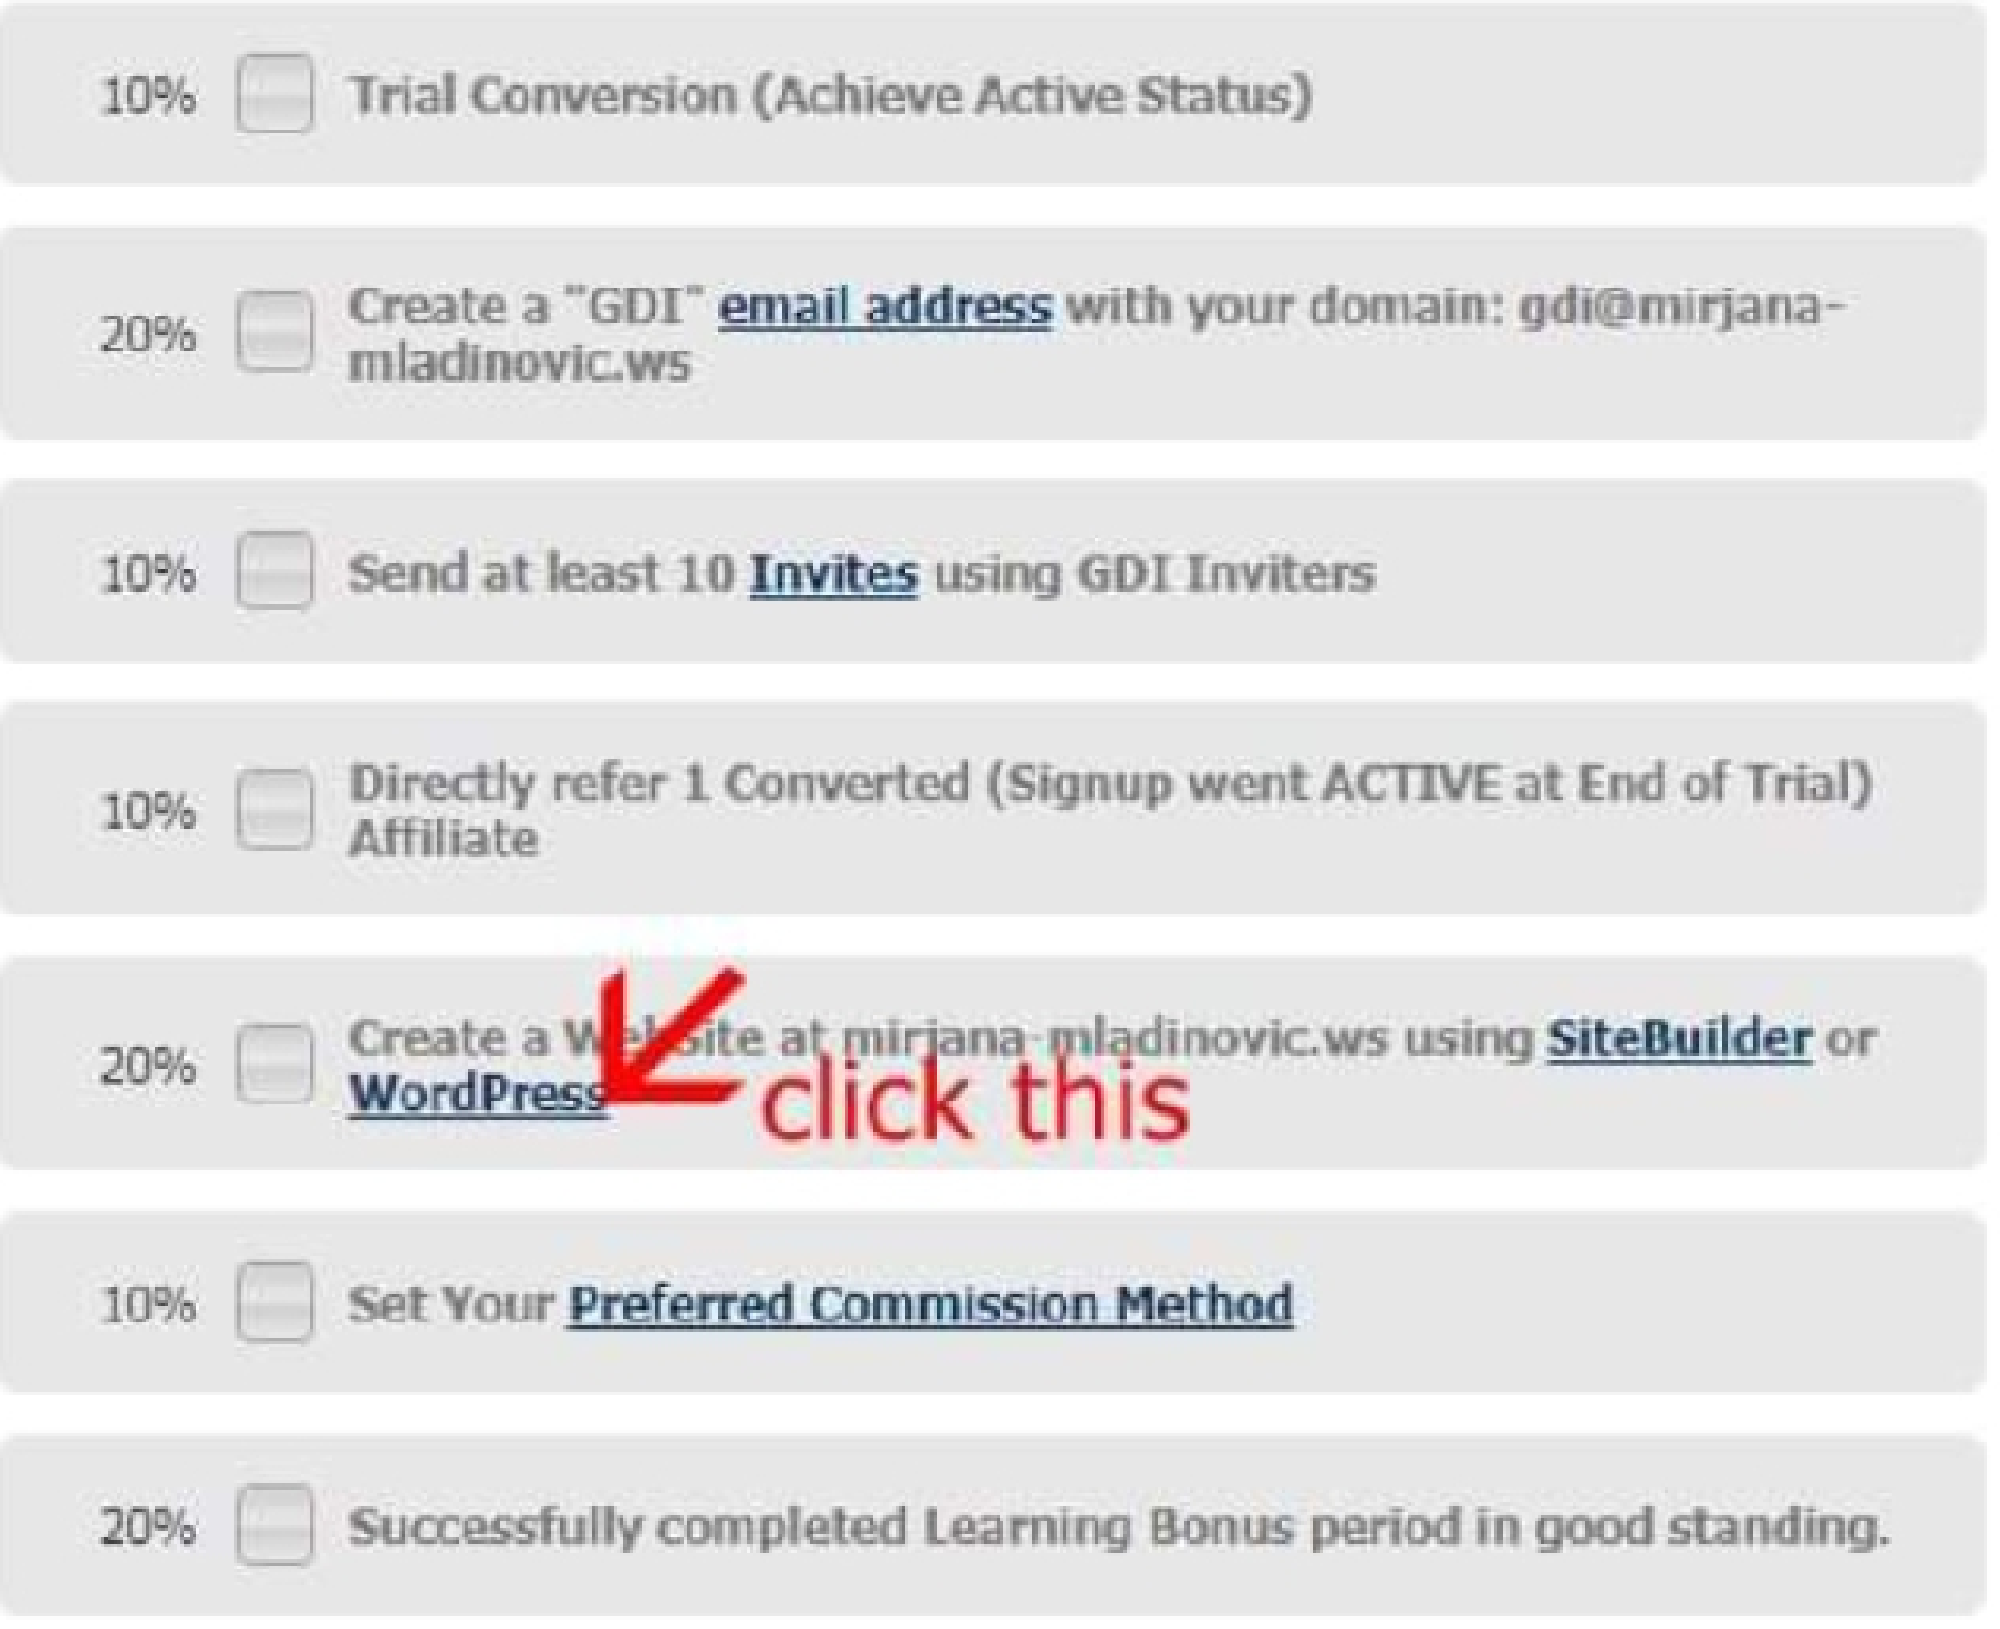 10% Trial Conversion (Achieve Active Status)
20% Create a "GDI" email address with your domain: gdi@mirjana-
mladinovic.ws
10% Send at least 10 Invites using GDI Inviters
10% Directly refer 1 Converted (Signup went ACTIVE at End of Trial)
Affiliate
20% Create a Website at mirjana-mladinovic.ws using SiteBuilder or
WordPress
click this
10% Set Your Preferred Commission Method
20% Successfully completed Learning Bonus period in good standing.